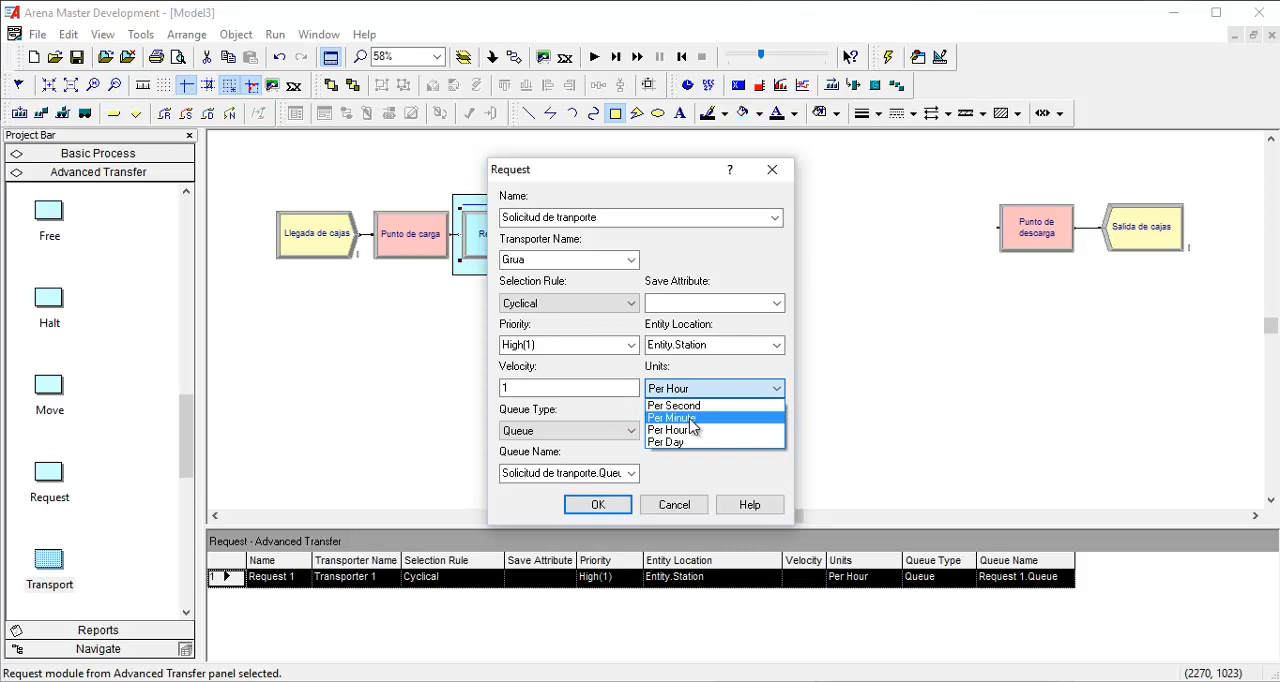 Arena Master Development - [Model3]
File Edit View Tools Arrange Object Run Window Help
58%
Project Bar
Basic Process
Advanced Transfer
Free
Halt
Move
Request
Transport
Reports
Navigate
Llegada de cajas
Punto de carga
Re
Punto de
descarga
Salida de cajas
Request
Name:
Solicitud de tranporte
Transporter Name:
Grua
Selection Rule: Save Attribute:
Cyclical
Priority: Entity Location:
High(1) Entity.Station
Velocity: Units:
1 Per Hour
Per Second
Per Minute
Per Hour
Per Day
Queue Type:
Queue
Queue Name:
Solicitud de tranporte.Queu
OK Cancel Help
Request - Advanced Transfer
Name Transporter Name Selection Rule Save Attribute Priority Entity Location Velocity Units Queue Type Queue Name
1 Request 1 Transporter 1 Cyclical High(1) Entity.Station Per Hour Queue Request 1.Queue
Request module from Advanced Transfer panel selected.
(2270, 1023)